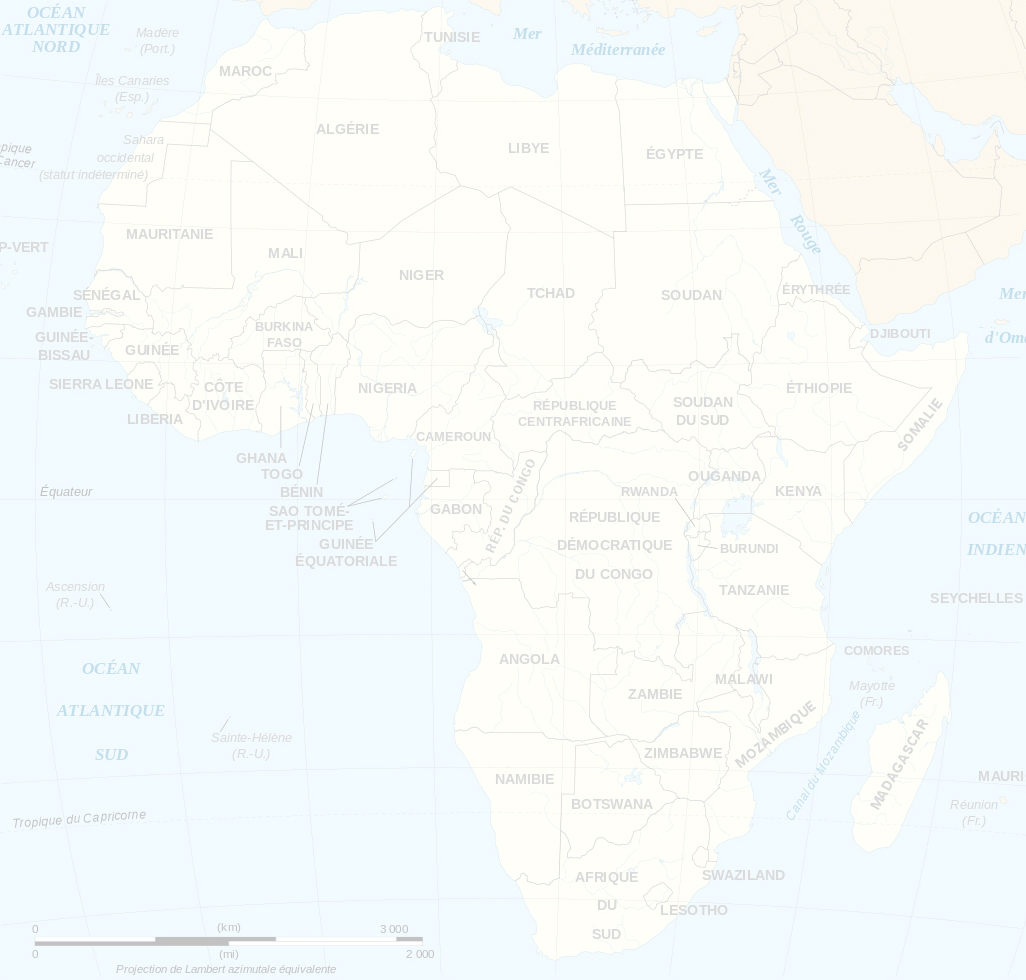 OCÉAN
ATLANTIQUE
NORD
Madère
(Port.)
TUNISIE
Mer
Méditerranée
MAROC
Îles Canaries
(Esp.)
ALGÉRIE
LIBYE
ÉGYPTE
Sahara
occidental
(statut indéterminé)
pique
Cancer
Mer
Rouge
MAURITANIE
MALI
NIGER
TCHAD
SOUDAN
ÉRYTHRÉE
P-VERT
SÉNÉGAL
GAMBIE
GUINÉE-
BISSAU
GUINÉE
BURKINA
FASO
DJIBOUTI
Mer
d'Om
SIERRA LEONE
CÔTE
D'IVOIRE
LIBERIA
NIGERIA
RÉPUBLIQUE
CENTRAFRICAINE
SOUDAN
DU SUD
ÉTHIOPIE
SOMALIE
CAMEROUN
GHANA
TOGO
BÉNIN
SAO TOMÉ-
ET-PRINCIPE
GUINÉE
ÉQUATORIALE
Équateur
GABON
RÉP. DU CONGO
OUGANDA
RWANDA
KENYA
RÉPUBLIQUE
DÉMOCRATIQUE
DU CONGO
BURUNDI
TANZANIE
OCÉAN
INDIEN
SEYCHELLES
Ascension
(R.-U.)
OCÉAN
ATLANTIQUE
SUD
ANGOLA
ZAMBIE
MALAWI
COMORES
Mayotte
(Fr.)
Sainte-Hélène
(R.-U.)
MOZAMBIQUE
Canal du Mozambique
MADAGASCAR
ZIMBABWE
NAMIBIE
BOTSWANA
MAURI
Réunion
(Fr.)
Tropique du Capricorne
AFRIQUE
DU
SUD
SWAZILAND
LESOTHO
0 (km) 3 000
0 (mi) 2 000
Projection de Lambert azimutale équivalente